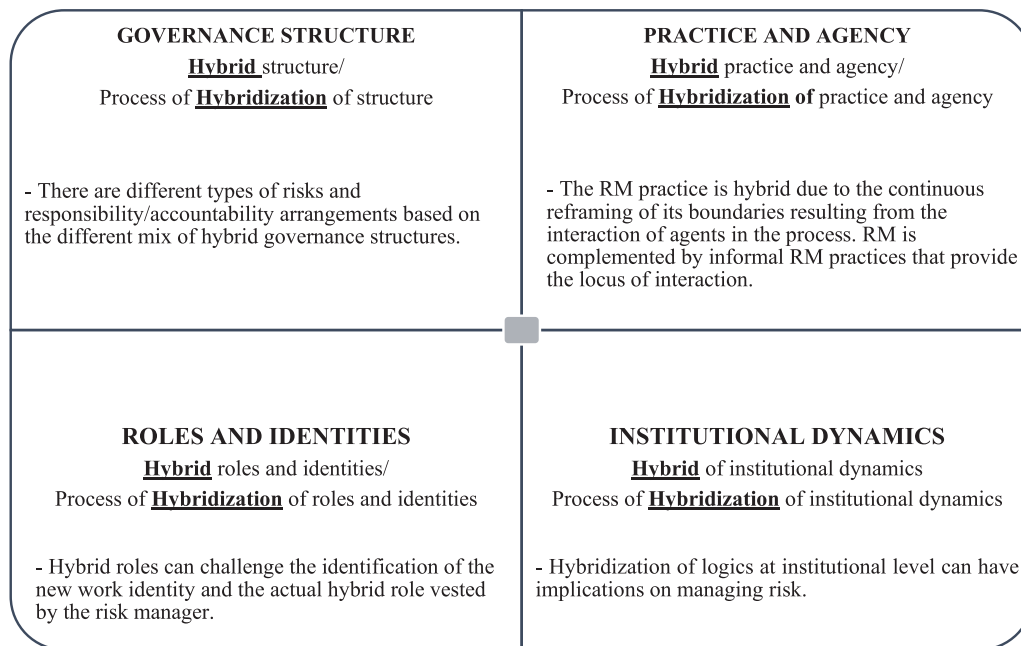 GOVERNANCE STRUCTURE
Hybrid structure/
Process of Hybridization of structure
- There are different types of risks and
responsibility/accountability arrangements based on
the different mix of hybrid governance structures.
PRACTICE AND AGENCY
Hybrid practice and agency/
Process of Hybridization of practice and agency
- The RM practice is hybrid due to the continuous
reframing of its boundaries resulting from the
interaction of agents in the process. RM is
complemented by informal RM practices that provide
the locus of interaction.
ROLES AND IDENTITIES
Hybrid roles and identities/
Process of Hybridization of roles and identities
- Hybrid roles can challenge the identification of the
new work identity and the actual hybrid role vested
by the risk manager.
INSTITUTIONAL DYNAMICS
Hybrid of institutional dynamics
Process of Hybridization of institutional dynamics
- Hybridization of logics at institutional level can have
implications on managing risk.